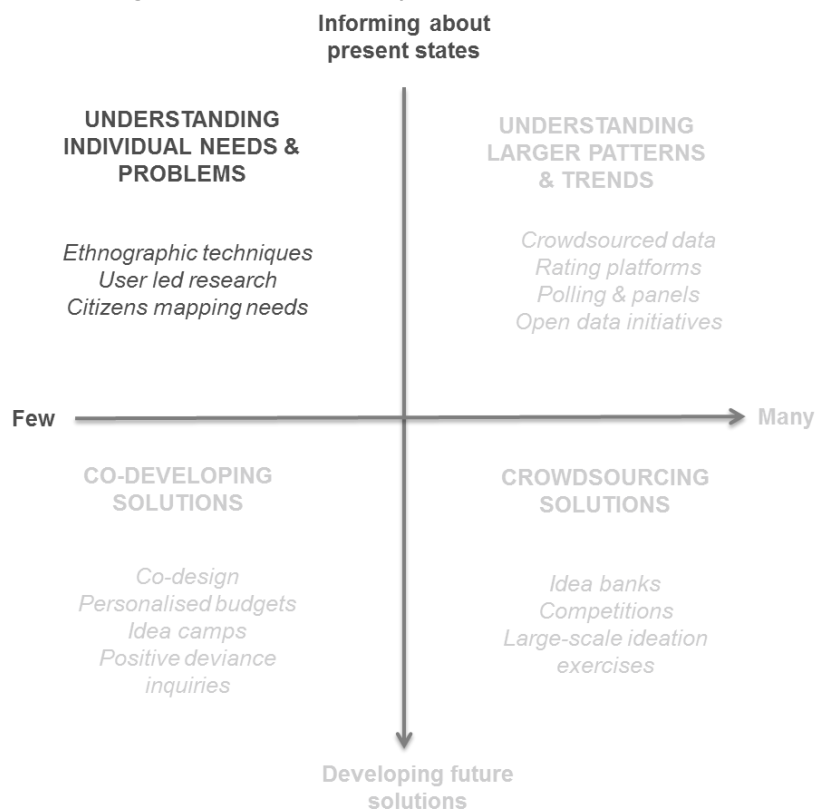 Informing about
present states
UNDERSTANDING
INDIVIDUAL NEEDS &
PROBLEMS
Ethnographic techniques
User led research
Citizens mapping needs
UNDERSTANDING
LARGER PATTERNS
& TRENDS
Crowdsourced data
Rating platforms
Polling & panels
Open data initiatives
Few
Many
CO-DEVELOPING
SOLUTIONS
Co-design
Personalised budgets
Idea camps
Positive deviance
inquiries
CROWDSOURCING
SOLUTIONS
Idea banks
Competitions
Large-scale ideation
exercises
Developing future
solutions